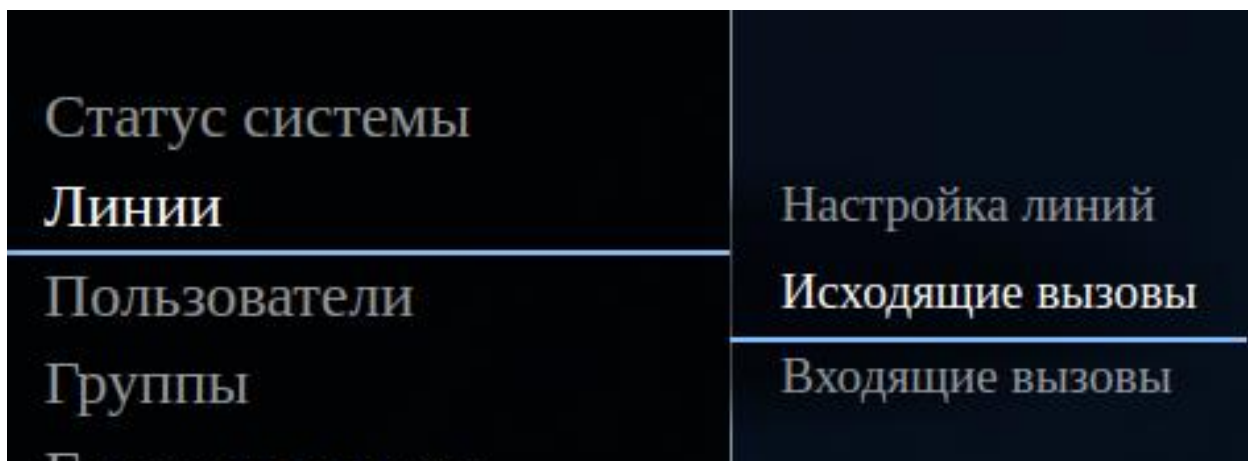 Статус системы
Линии
Пользователи
Группы
Настройка линий
Исходящие вызовы
Входящие вызовы